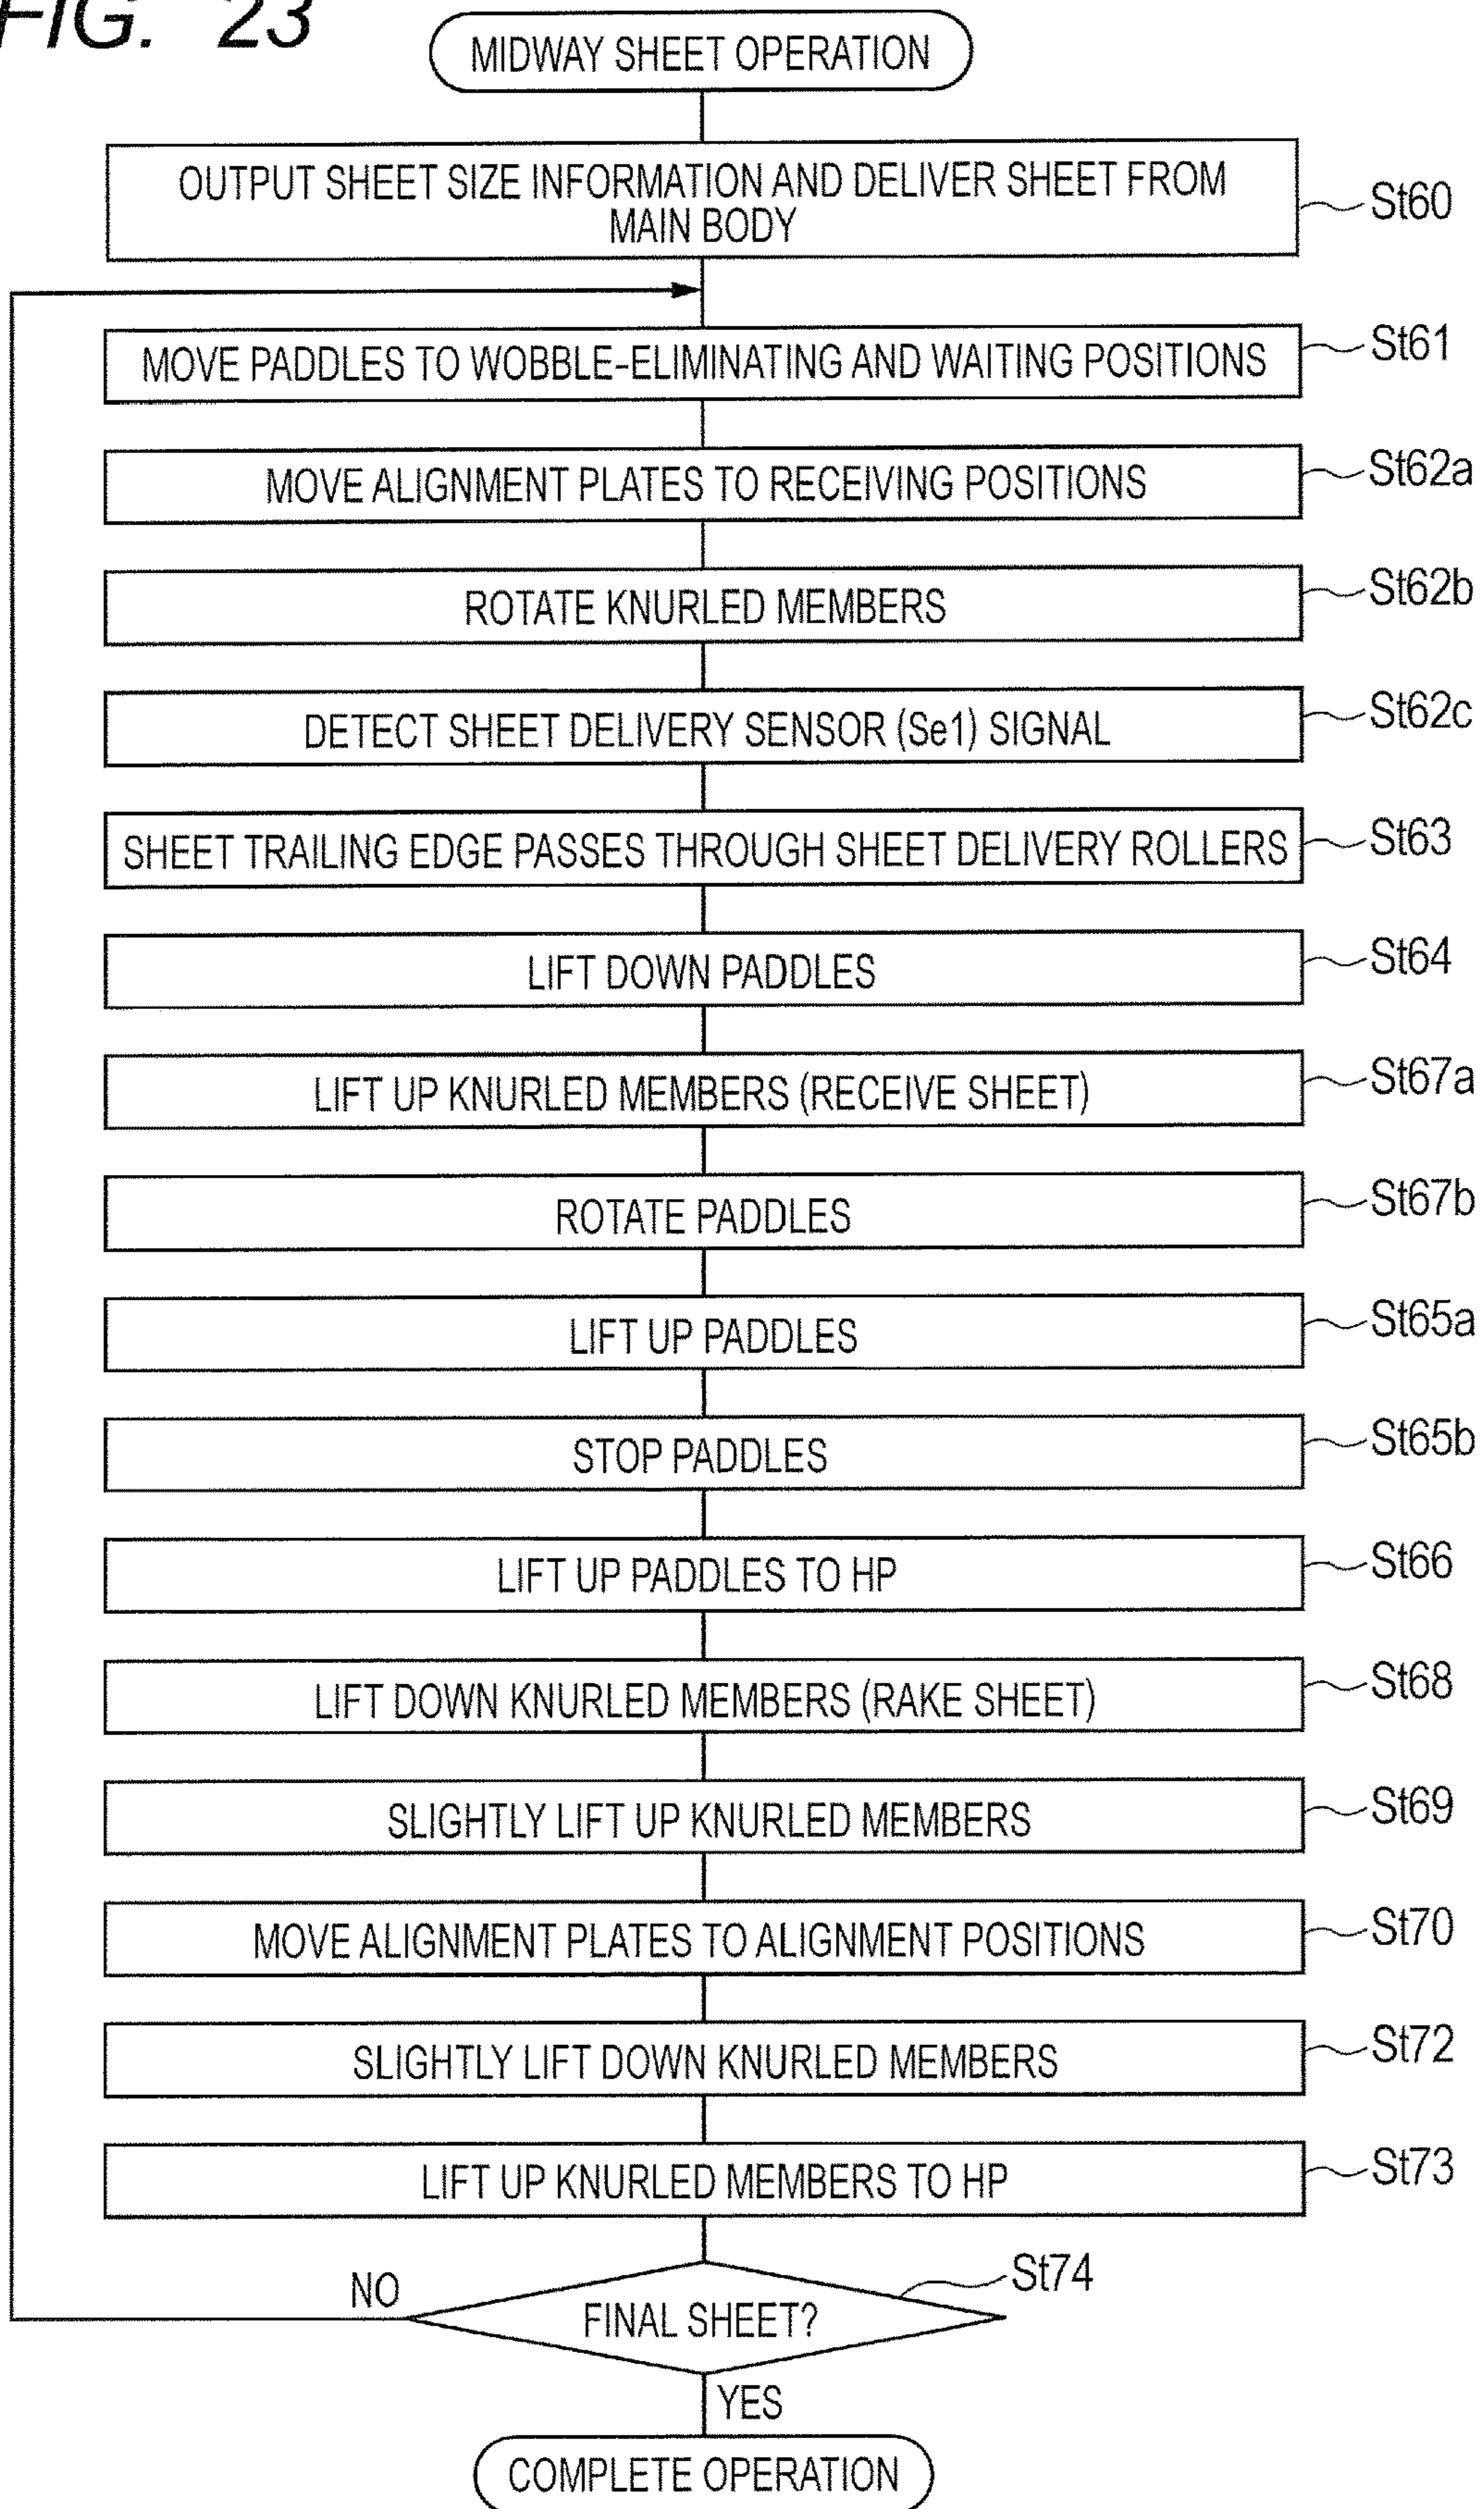 FIG. 23
MIDWAY SHEET OPERATION
OUTPUT SHEET SIZE INFORMATION AND DELIVER SHEET FROM
MAIN BODY
St60
MOVE PADDLES TO WOBBLE-ELIMINATING AND WAITING POSITIONS
St61
MOVE ALIGNMENT PLATES TO RECEIVING POSITIONS
St62a
ROTATE KNURLED MEMBERS
St62b
DETECT SHEET DELIVERY SENSOR (Se1) SIGNAL
St62c
SHEET TRAILING EDGE PASSES THROUGH SHEET DELIVERY ROLLERS
St63
LIFT DOWN PADDLES
St64
LIFT UP KNURLED MEMBERS (RECEIVE SHEET)
St67a
ROTATE PADDLES
St67b
LIFT UP PADDLES
St65a
STOP PADDLES
St65b
LIFT UP PADDLES TO HP
St66
LIFT DOWN KNURLED MEMBERS (RAKE SHEET)
St68
SLIGHTLY LIFT UP KNURLED MEMBERS
St69
MOVE ALIGNMENT PLATES TO ALIGNMENT POSITIONS
St70
SLIGHTLY LIFT DOWN KNURLED MEMBERS
St72
LIFT UP KNURLED MEMBERS TO HP
St73
St74
NO
FINAL SHEET?
YES
COMPLETE OPERATION